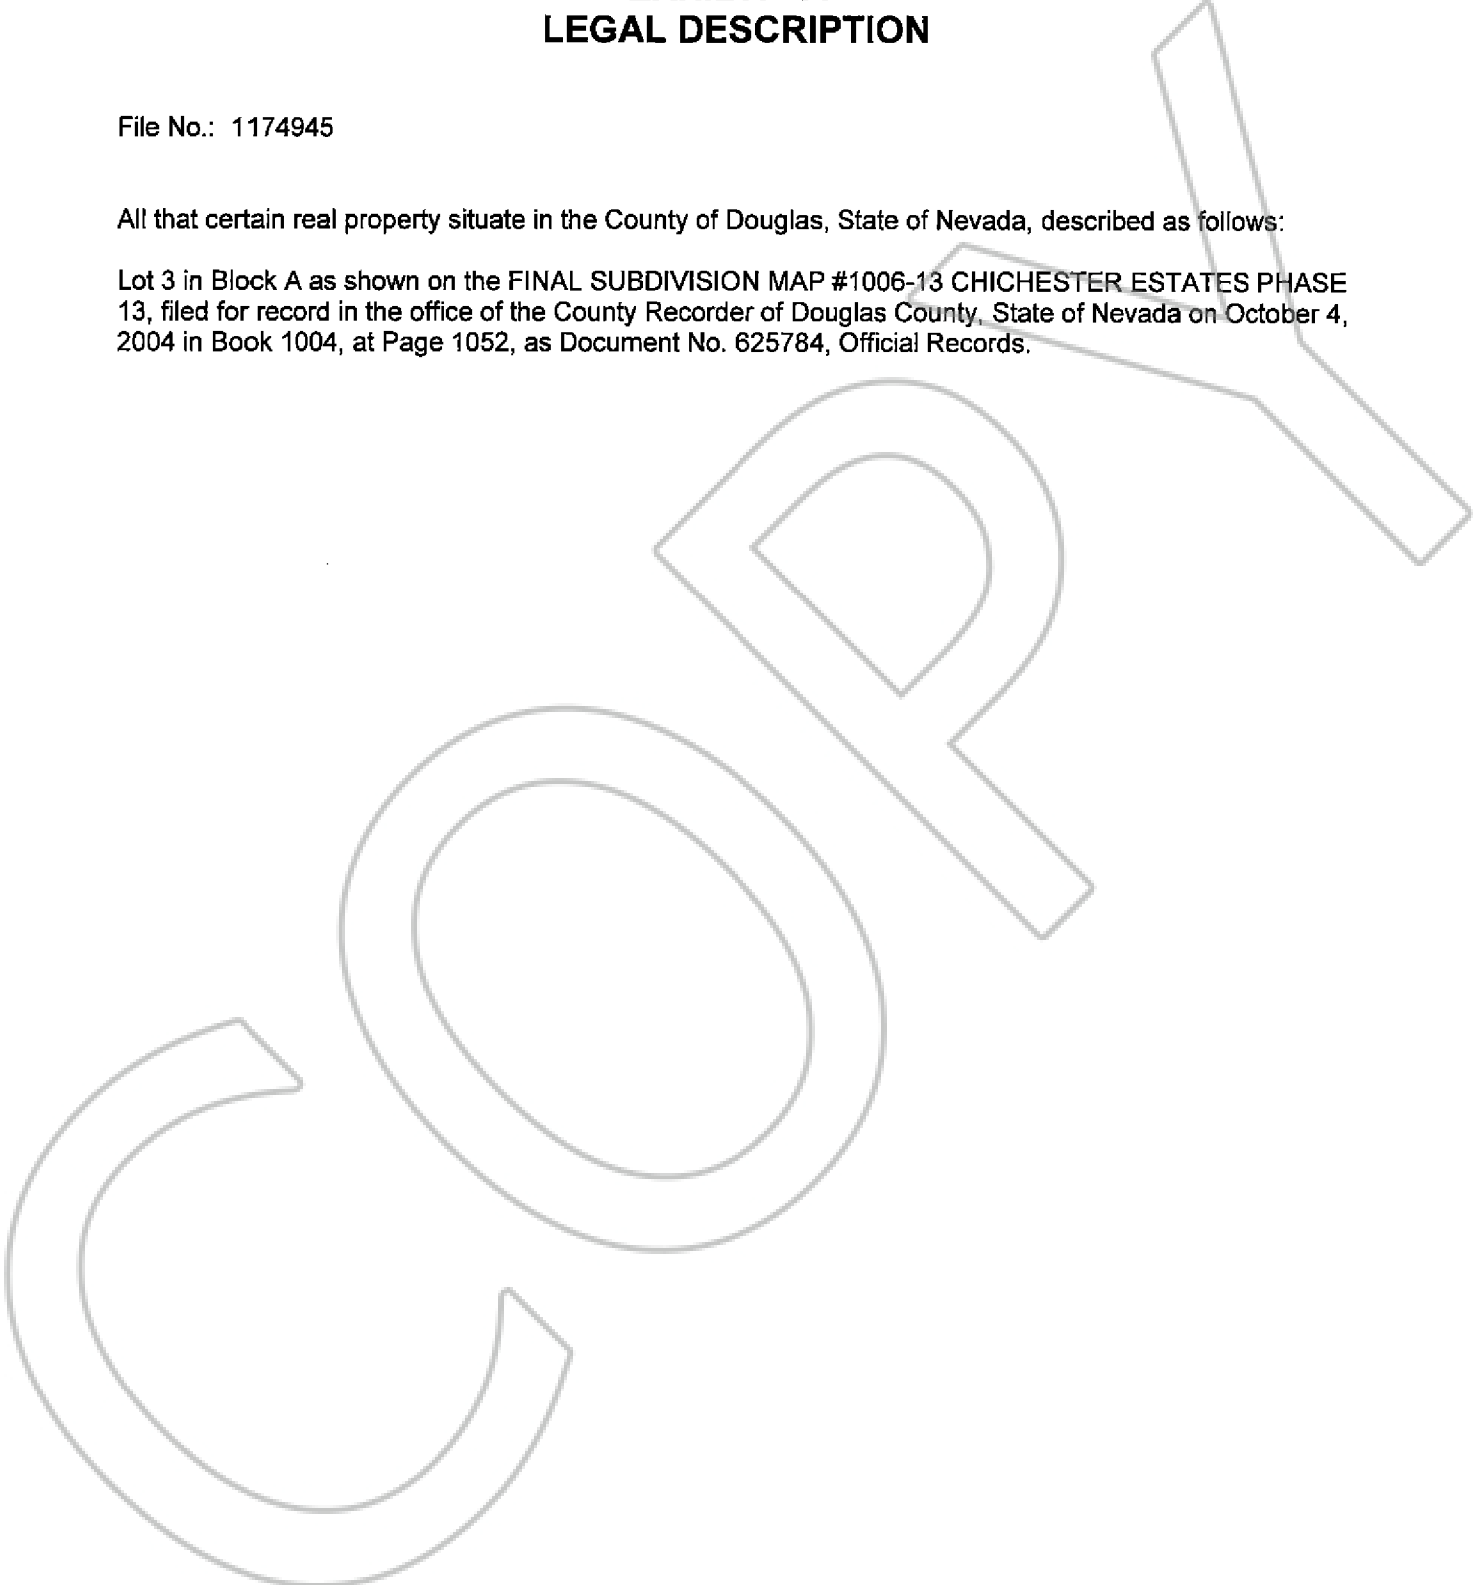 LEGAL DESCRIPTION
File No.: 1174945
All that certain real property situate in the County of Douglas, State of Nevada, described as follows:
Lot 3 in Block A as shown on the FINAL SUBDIVISION MAP #1006-13 CHICHESTER ESTATES PHASE
13, filed for record in the office of the County Recorder of Douglas County, State of Nevada on October 4,
2004 in Book 1004, at Page 1052, as Document No. 625784, Official Records.
COPY